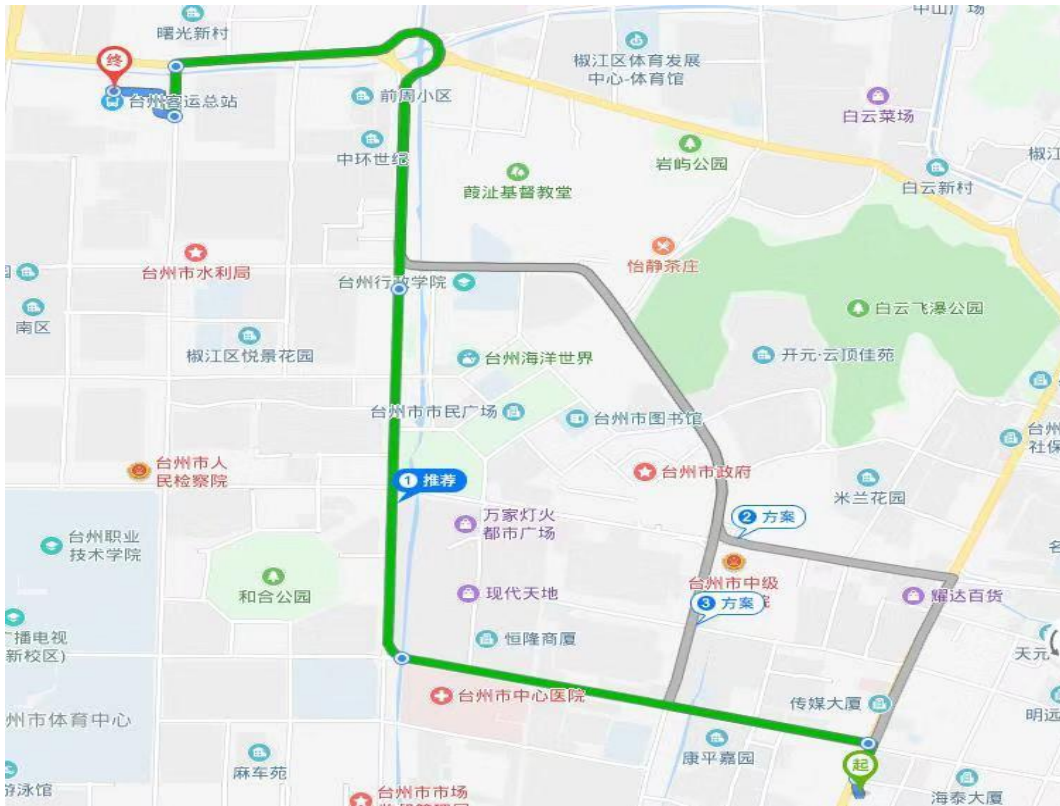 中山广场
曙光新村
终
台州客运总站
前周小区
椒江区体育发展
中心-体育馆
白云菜场
中环世纪
葭沚基督教堂
岩屿公园
白云新村
椒江
台州市水利局
怡静茶庄
台州行政学院
南区
白云飞瀑公园
椒江区悦景花园
台州海洋世界
开元·云顶佳苑
台州市市民广场
台州市图书馆
台州
社保
台州市人
民检察院
1 推荐
台州市政府
米兰花园
万家灯火
都市广场
2 方案
台州职业
技术学院
台州市中级
院
和合公园
现代天地
3 方案
耀达百货
广播电视
新校区)
恒隆商厦
天元
台州市中心医院
传媒大厦
明远
州市体育中心
康平嘉园
麻车苑
起
游泳馆
台州市市场
海泰大厦